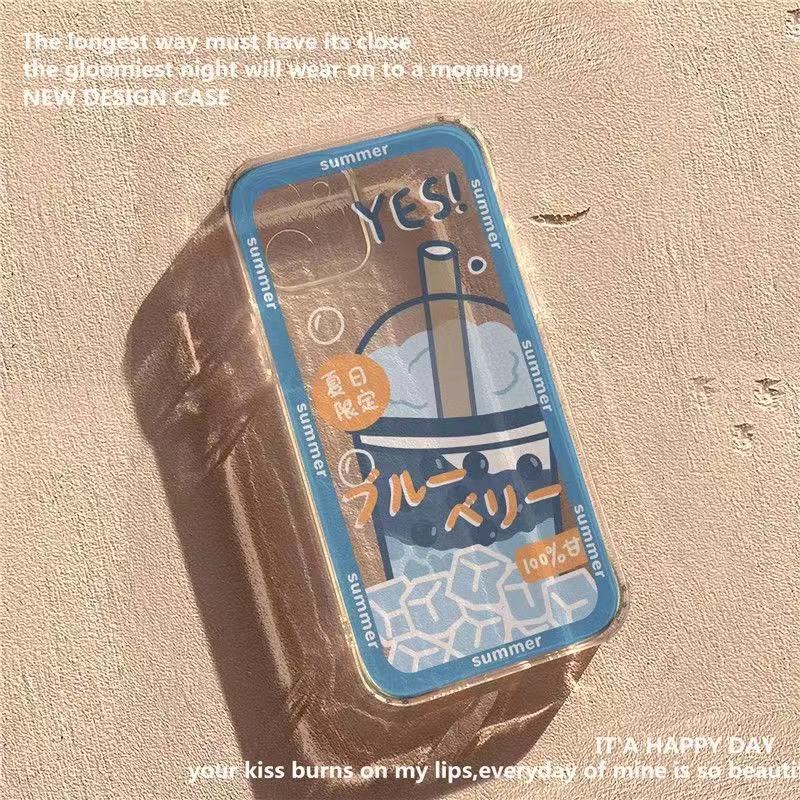 The longest way must have its close
the gloomiest night will wear on to a morning
NEW DESIGN CASE
summer
YES!
summer
summer
summer
夏日
限定
summer
ブルー
ベリー
summer
100%甘
summer
summer
IT'A HAPPY DAY
your kiss burns on my lips,everyday of mine is so beauti